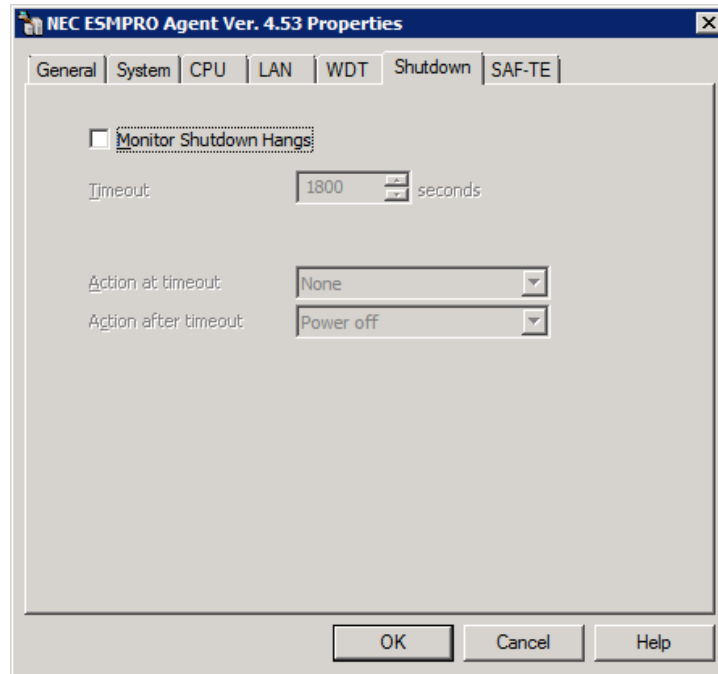 NEC ESMPRO Agent Ver. 4.53 Properties
General System CPU LAN WDT Shutdown SAF-TE
Monitor Shutdown Hangs
Timeout 1800 seconds
Action at timeout None
Action after timeout Power off
OK Cancel Help